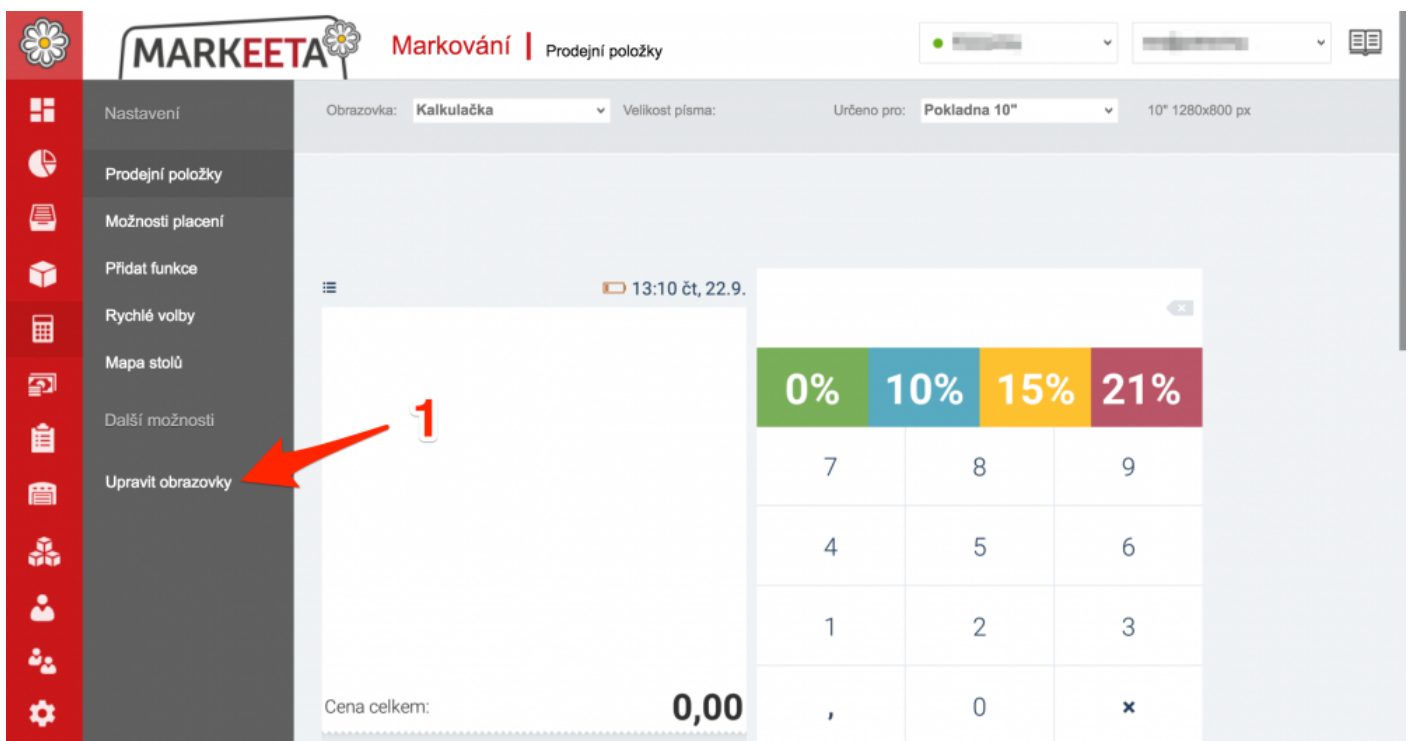 MARKEETA
Markování | Prodejní položky
Nastavení
Obrazovka: Kalkulačka Velikost písma: Určeno pro: Pokladna 10" 10" 1280x800 px
Prodejní položky
Možnosti placení
Přidat funkce
Rychlé volby
Mapa stolů
Další možnosti
Upravit obrazovky
1
13:10 čt, 22.9.
0% 10% 15% 21%
7 8 9
4 5 6
1 2 3
, 0 ×
Cena celkem: 0,00